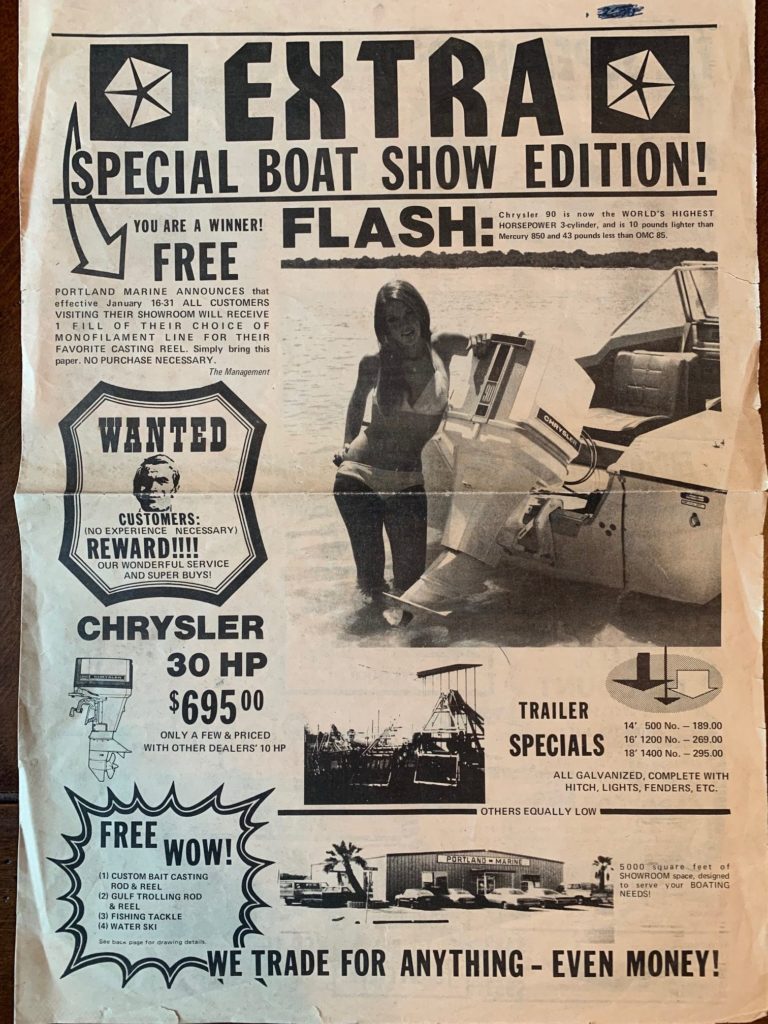 EXTRA
SPECIAL BOAT SHOW EDITION!
YOU ARE A WINNER!
FREE
PORTLAND MARINE ANNOUNCES that
effective January 16-31 ALL CUSTOMERS
VISITING THEIR SHOWROOM WILL RECEIVE
1 FILL OF THEIR CHOICE OF
MONOFILAMENT LINE FOR THEIR
FAVORITE CASTING REEL. Simply bring this
paper. NO PURCHASE NECESSARY.
The Management
FLASH:
Chrysler 90 is now the WORLD'S HIGHEST
HORSEPOWER 3-cylinder, and is 10 pounds lighter than
Mercury 850 and 43 pounds less than OMC 85.
CHRYSLER
WANTED
CUSTOMERS:
(NO EXPERIENCE NECESSARY)
REWARD!!!!
OUR WONDERFUL SERVICE
AND SUPER BUYS!
CHRYSLER
30 HP
$695.00
ONLY A FEW & PRICED
WITH OTHER DEALERS' 10 HP
CHRYSLER
TRAILER
SPECIALS
14' 500 No. — 189.00
16' 1200 No. — 269.00
18' 1400 No. — 295.00
ALL GALVANIZED, COMPLETE WITH
HITCH, LIGHTS, FENDERS, ETC.
OTHERS EQUALLY LOW
FREE
WOW!
(1) CUSTOM BAIT CASTING
ROD & REEL
(2) GULF TROLLING ROD
& REEL
(3) FISHING TACKLE
(4) WATER SKI
See back page for drawing details.
PORTLAND MARINE
5000 square feet of
SHOWROOM space, designed
to serve your BOATING
NEEDS!
WE TRADE FOR ANYTHING - EVEN MONEY!